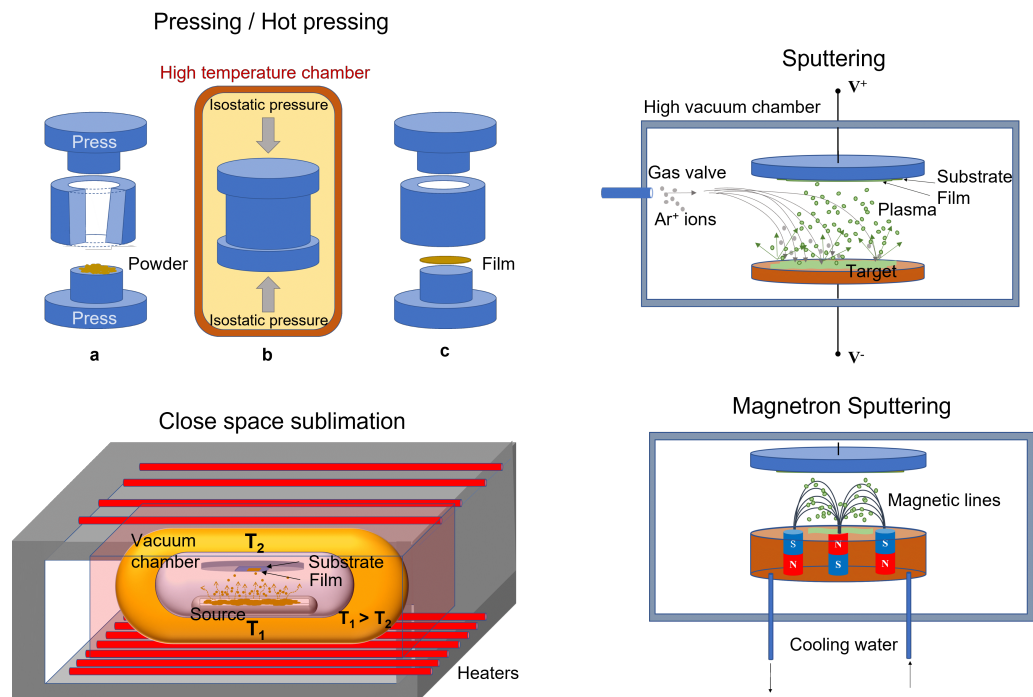 Pressing / Hot pressing
High temperature chamber
Isostatic pressure
Press
Press
Powder
Film
Press
Isostatic pressure
a
b
c
Sputtering
V⁺
High vacuum chamber
Gas valve
Ar⁺ ions
Substrate
Film
Plasma
Target
V⁻
Close space sublimation
Vacuum
chamber
T₂
Substrate
Film
Source
T₁
T₁ > T₂
Heaters
Magnetron Sputtering
Magnetic lines
S
N
S
N
S
N
Cooling water